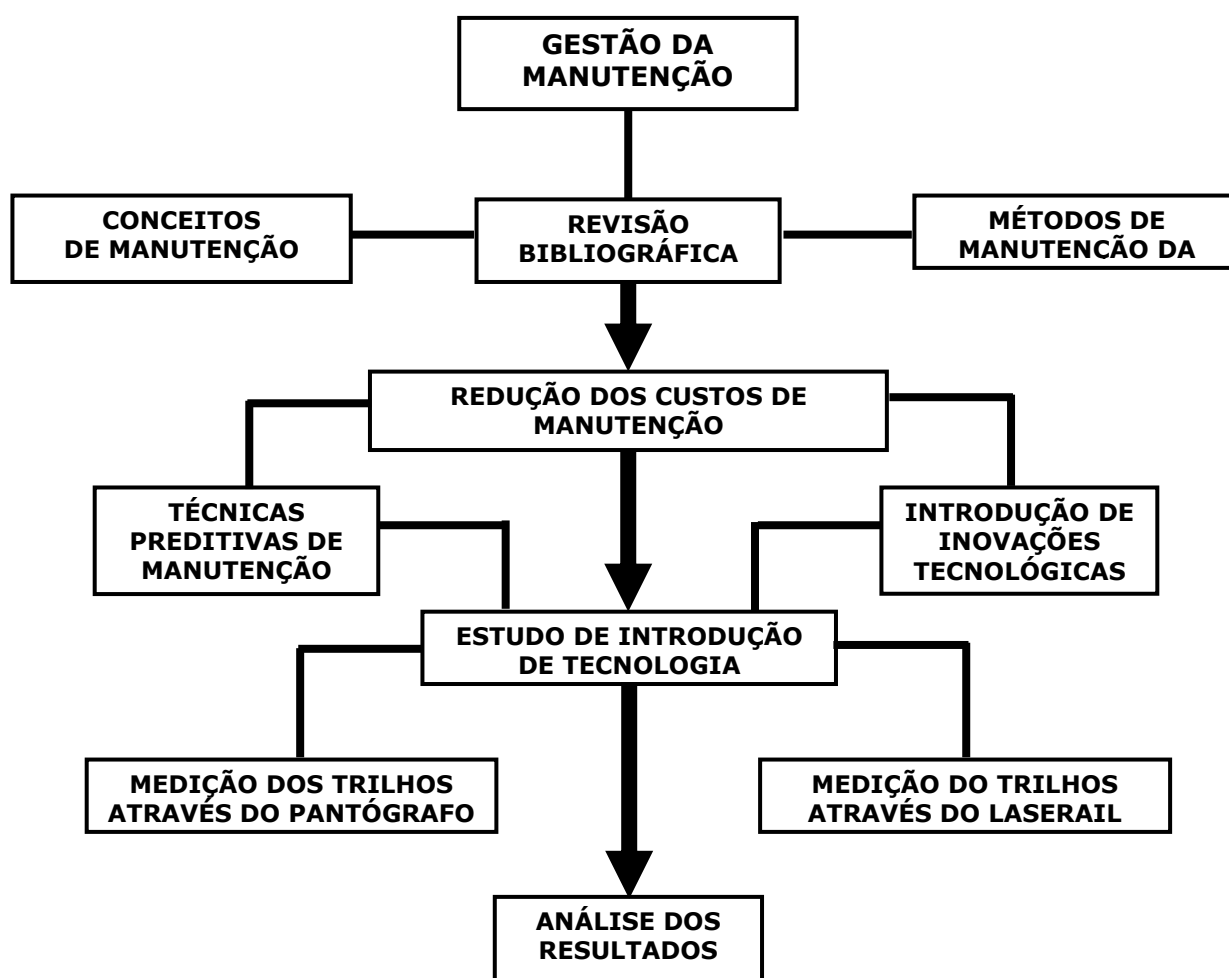 GESTÃO DA
MANUTENÇÃO
CONCEITOS
DE MANUTENÇÃO
REVISÃO
BIBLIOGRÁFICA
MÉTODOS DE
MANUTENÇÃO DA
REDUÇÃO DOS CUSTOS DE
MANUTENÇÃO
TÉCNICAS
PREDITIVAS DE
MANUTENÇÃO
INTRODUÇÃO DE
INOVAÇÕES
TECNOLÓGICAS
ESTUDO DE INTRODUÇÃO
DE TECNOLOGIA
MEDIÇÃO DOS TRILHOS
ATRAVÉS DO PANTÓGRAFO
MEDIÇÃO DO TRILHOS
ATRAVÉS DO LASERAIL
ANÁLISE DOS
RESULTADOS